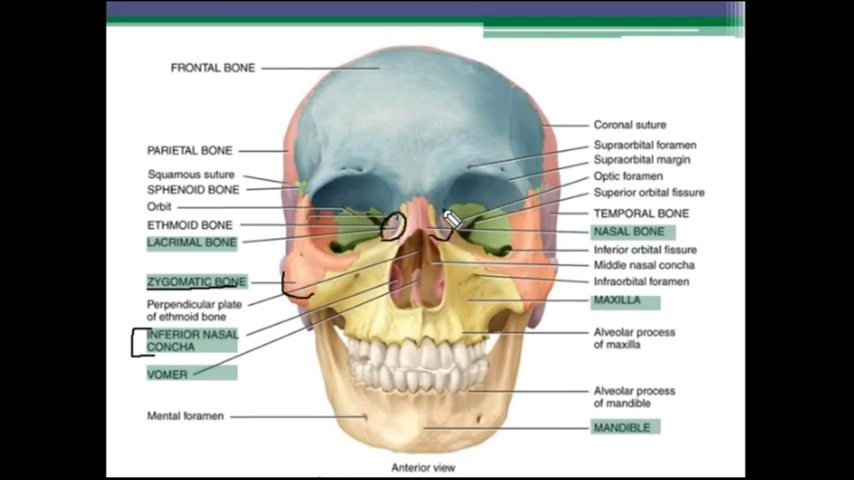 FRONTAL BONE
PARIETAL BONE
Squamous suture
SPHENOID BONE
Orbit
ETHMOID BONE
LACRIMAL BONE
ZYGOMATIC BONE
Perpendicular plate
of ethmoid bone
INFERIOR NASAL
CONCHA
VOMER
Mental foramen
Coronal suture
Supraorbital foramen
Supraorbital margin
Optic foramen
Superior orbital fissure
TEMPORAL BONE
NASAL BONE
Inferior orbital fissure
Middle nasal concha
Infraorbital foramen
MAXILLA
Alveolar process
of maxilla
Alveolar process
of mandible
MANDIBLE
Anterior view